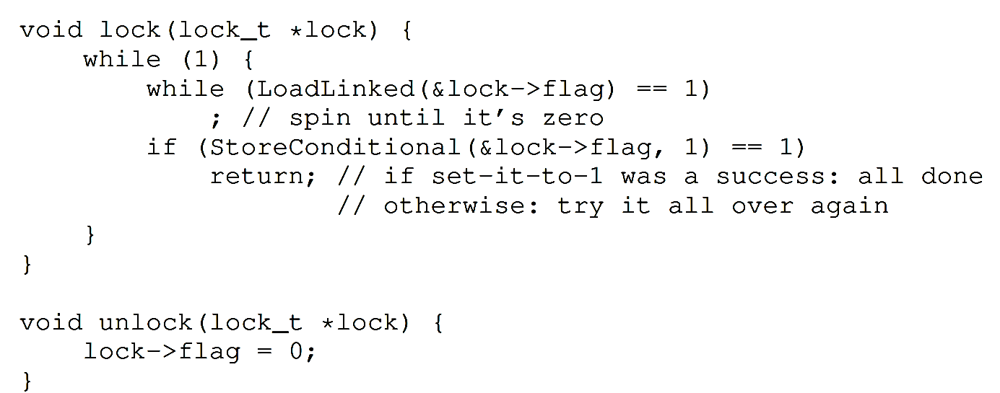 void lock(lock_t *lock) {
    while (1) {
        while (LoadLinked(&lock->flag) == 1)
            ; // spin until it’s zero
        if (StoreConditional(&lock->flag, 1) == 1)
            return; // if set-it-to-1 was a success: all done
                    // otherwise: try it all over again
    }
}

void unlock(lock_t *lock) {
    lock->flag = 0;
}